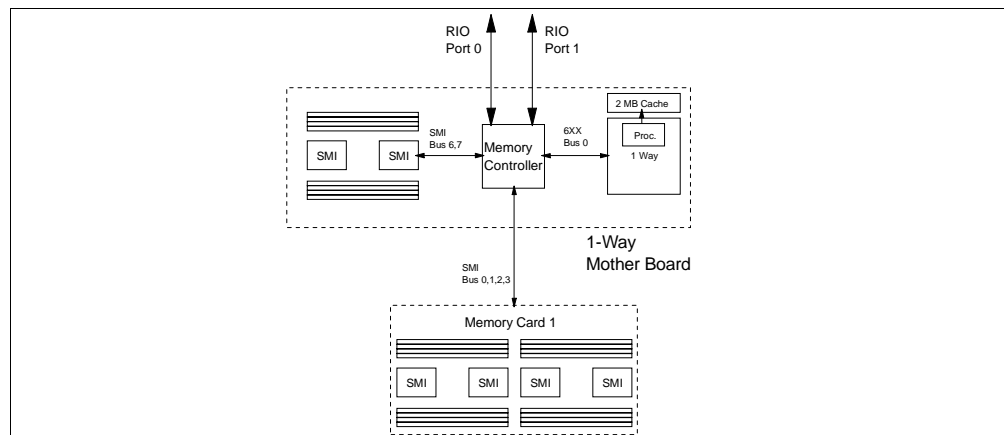 RIO
Port 0
RIO
Port 1
2 MB Cache
SMI
Bus 6,7
Memory
Controller
6XX
Bus 0
Proc.
1 Way
SMI
SMI
1-Way
Mother Board
SMI
Bus 0,1,2,3
Memory Card 1
SMI
SMI
SMI
SMI